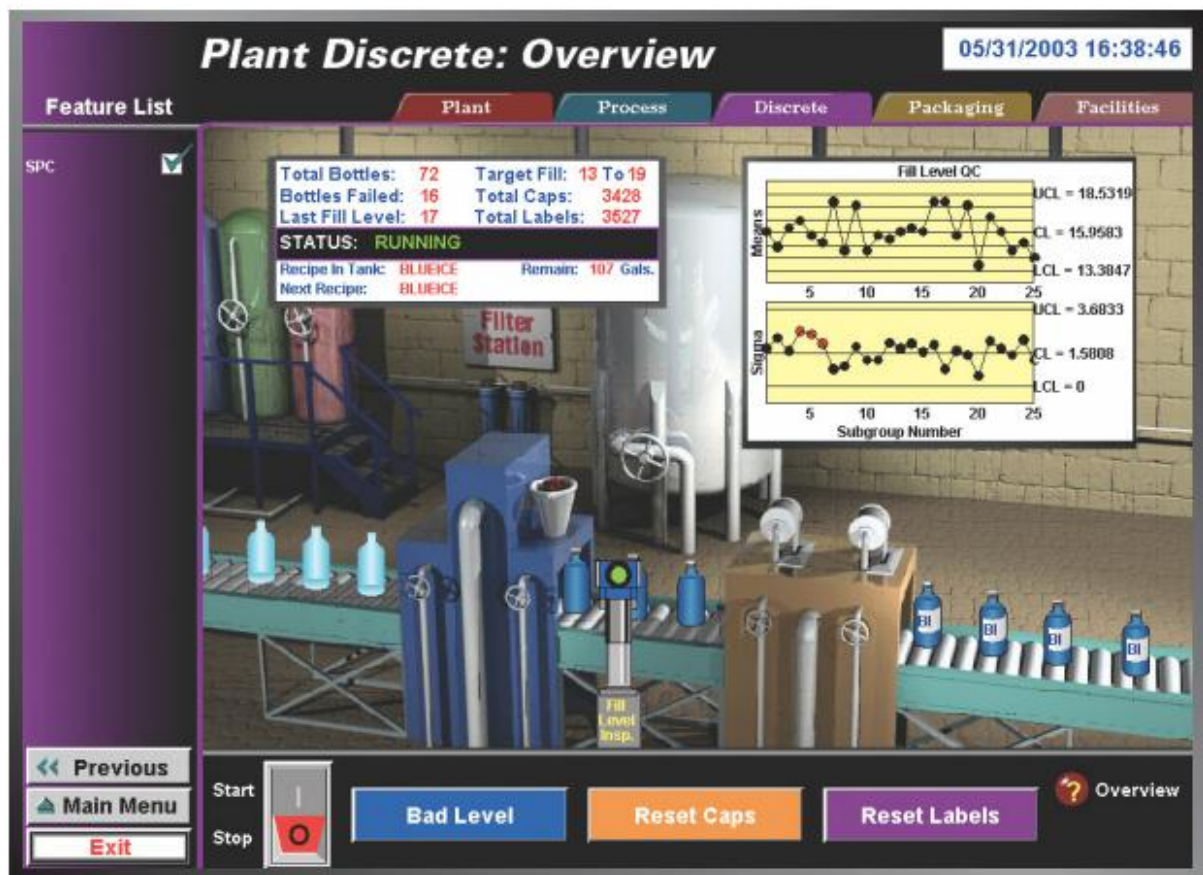 Plant Discrete: Overview
05/31/2003 16:38:46
Feature List
Plant
Process
Discrete
Packaging
Facilities
SPC
Total Bottles: 72 Target Fill: 13 To 19
Bottles Failed: 16 Total Caps: 3428
Last Fill Level: 17 Total Labels: 3527
STATUS: RUNNING
Recipe In Tank: BLUEICE Remain: 107 Gals.
Next Recipe: BLUEICE
Fill Level QC
Means
UCL = 18.5319
CL = 15.9583
LCL = 13.3847
5 10 15 20 25
Sigma
UCL = 3.6833
CL = 1.5808
LCL = 0
5 10 15 20 25
Subgroup Number
Filter
Station
BI
BI
BI
BI
Fill
Level
Insp.
Previous
Main Menu
Exit
Start
Stop
I
O
Bad Level
Reset Caps
Reset Labels
?
Overview